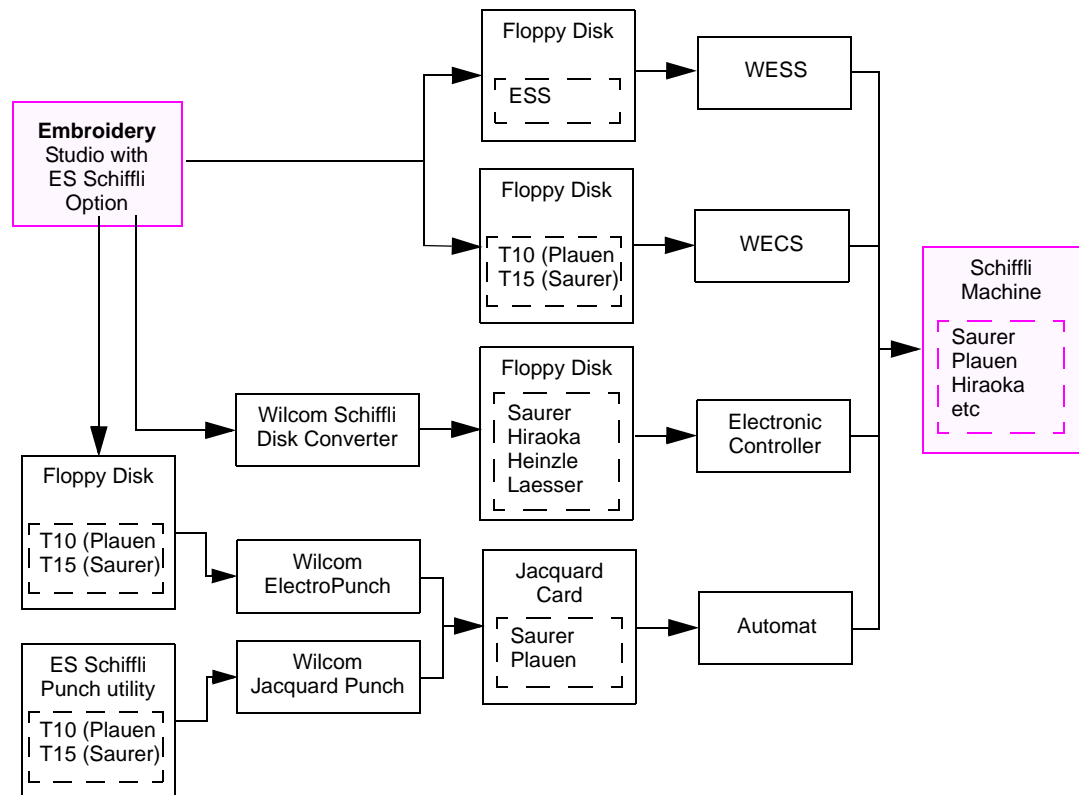 Floppy Disk
ESS
WESS
Embroidery
Studio with
ES Schiffli
Option
Floppy Disk
T10 (Plauen
T15 (Saurer)
WECS
Schiffli
Machine
Saurer
Plauen
Hiraoka
etc
Floppy Disk
Saurer
Hiraoka
Heinzle
Laesser
Wilcom Schiffli
Disk Converter
Electronic
Controller
Floppy Disk
T10 (Plauen
T15 (Saurer)
Wilcom
ElectroPunch
Jacquard
Card
Saurer
Plauen
Automat
ES Schiffli
Punch utility
T10 (Plauen
T15 (Saurer)
Wilcom
Jacquard Punch